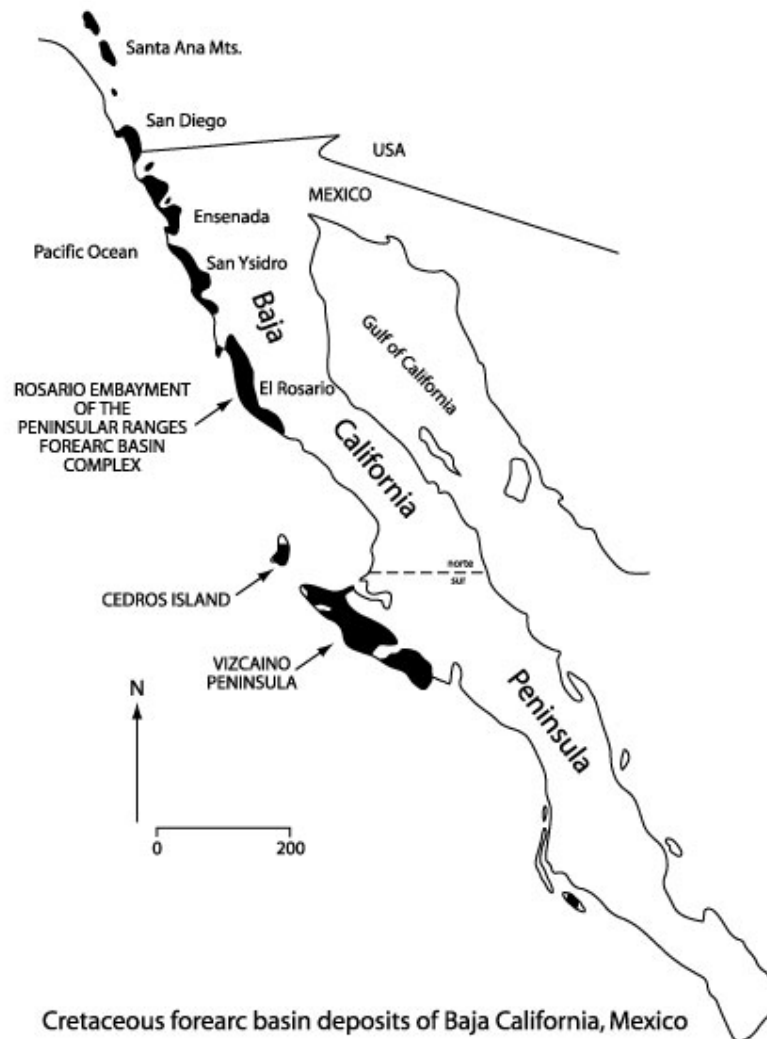 Santa Ana Mts.
San Diego
USA
MEXICO
Ensenada
Pacific Ocean
San Ysidro
Baja
Gulf of California
ROSARIO EMBAYMENT
OF THE
PENINSULAR RANGES
FOREARC BASIN
COMPLEX
El Rosario
California
norte
sur
CEDROS ISLAND
VIZCAINO
PENINSULA
Peninsula
N
0
200
Cretaceous forearc basin deposits of Baja California, Mexico